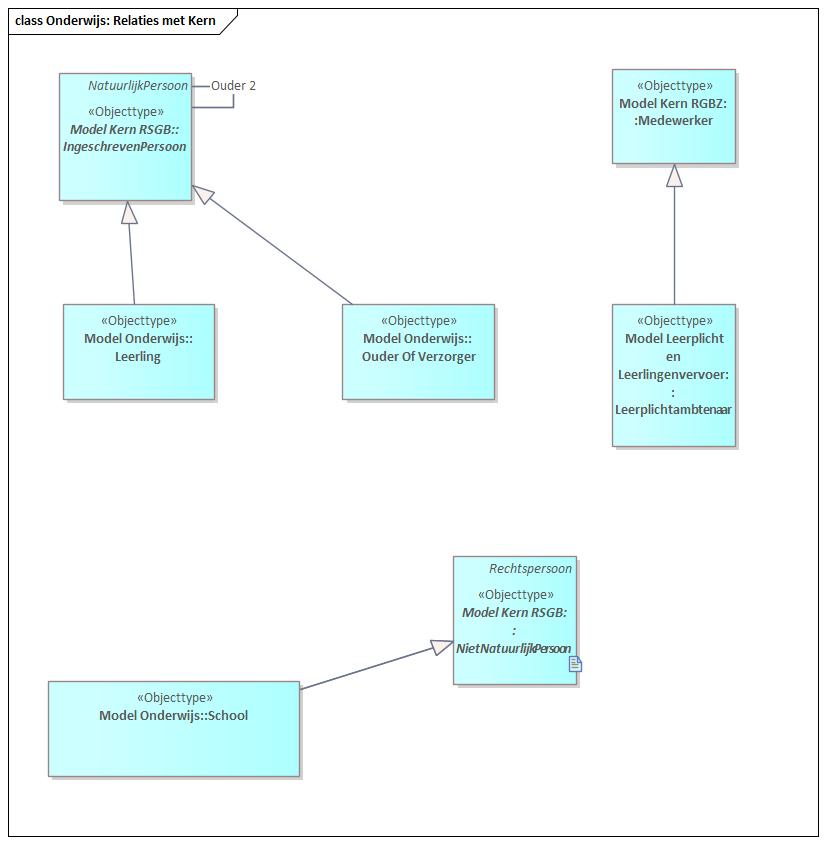 class Onderwijs: Relaties met Kern
NatuurlijkPersoon
Ouder 2
«Objecttype»
Model Kern RSGB::
IngeschrevenPersoon
«Objecttype»
Model Kern RGBZ:
:Medewerker
«Objecttype»
Model Onderwijs::
Leerling
«Objecttype»
Model Onderwijs::
Ouder Of Verzorger
«Objecttype»
Model Leerplicht
en
Leerlingenvervoer:
:
Leerplichtambtenaar
Rechtspersoon
«Objecttype»
Model Kern RSGB:
:
NietNatuurlijkPersoon
«Objecttype»
Model Onderwijs::School